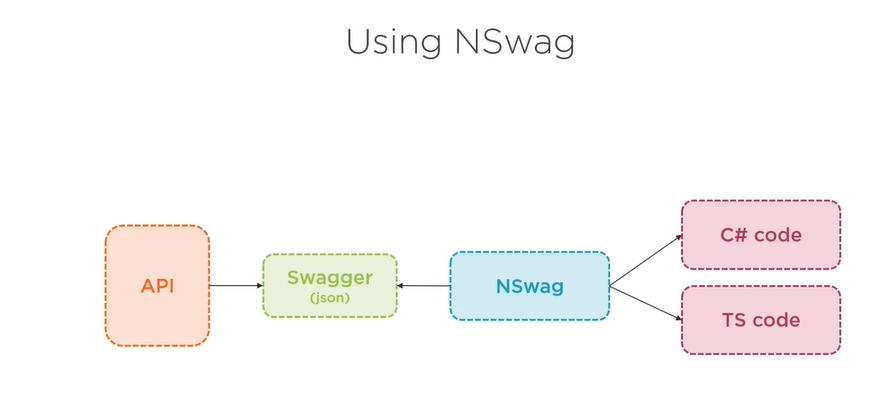 Using NSwag
API
Swagger
(json)
NSwag
C# code
TS code